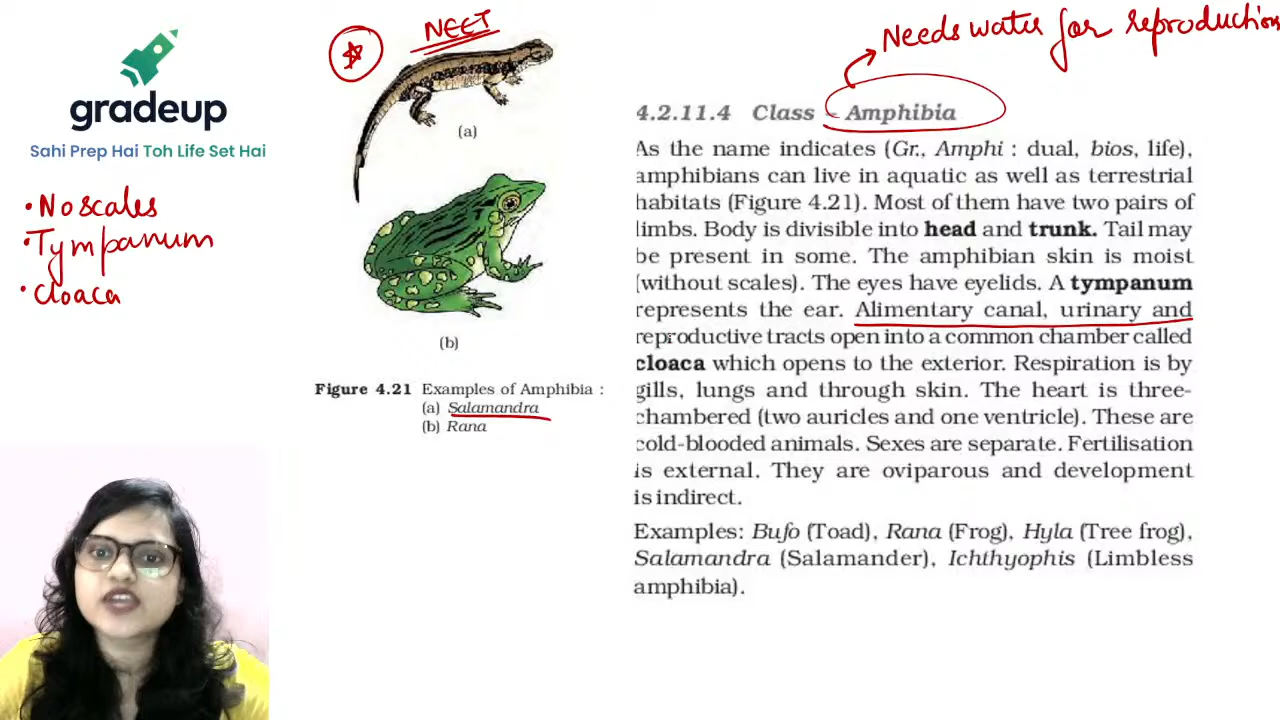 gradeup
Sahi Prep Hai Toh Life Set Hai
• No scales
• Tympanum
• Cloaca
NEET
(a)
(b)
Figure 4.21 Examples of Amphibia :
(a) Salamandra
(b) Rana
Needs water for reproduction
4.2.11.4 Class – Amphibia
As the name indicates (Gr., Amphi : dual, bios, life),
amphibians can live in aquatic as well as terrestrial
habitats (Figure 4.21). Most of them have two pairs of
limbs. Body is divisible into head and trunk. Tail may
be present in some. The amphibian skin is moist
(without scales). The eyes have eyelids. A tympanum
represents the ear. Alimentary canal, urinary and
reproductive tracts open into a common chamber called
cloaca which opens to the exterior. Respiration is by
gills, lungs and through skin. The heart is three-
chambered (two auricles and one ventricle). These are
cold-blooded animals. Sexes are separate. Fertilisation
is external. They are oviparous and development
is indirect.
Examples: Bufo (Toad), Rana (Frog), Hyla (Tree frog),
Salamandra (Salamander), Ichthyophis (Limbless
amphibia).